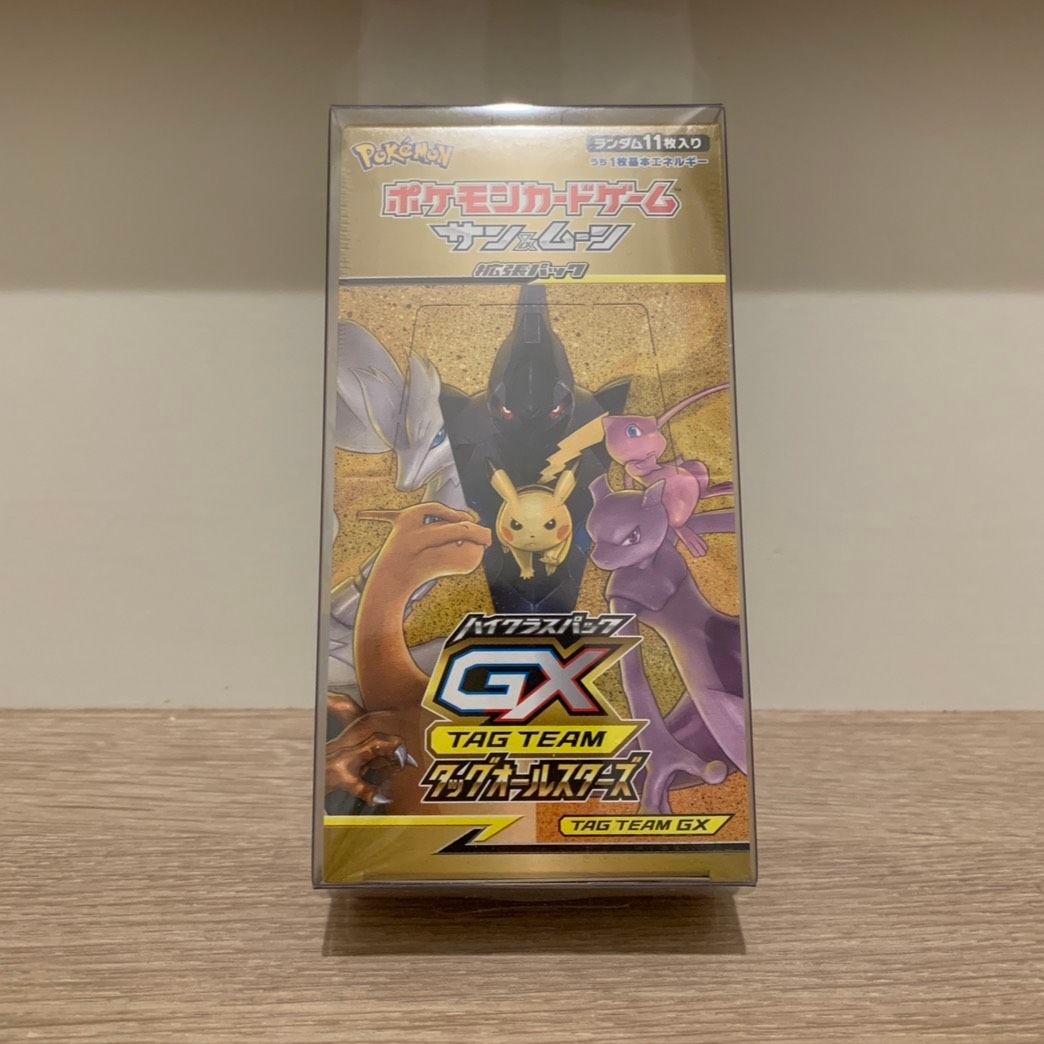 POKéMON
ランダム11枚入り
うち1枚基本エネルギー
ポケモンカードゲーム
サン&ムーン
拡張パック
ハイクラスパック
GX
TAG TEAM
タッグオールスターズ
TAG TEAM GX